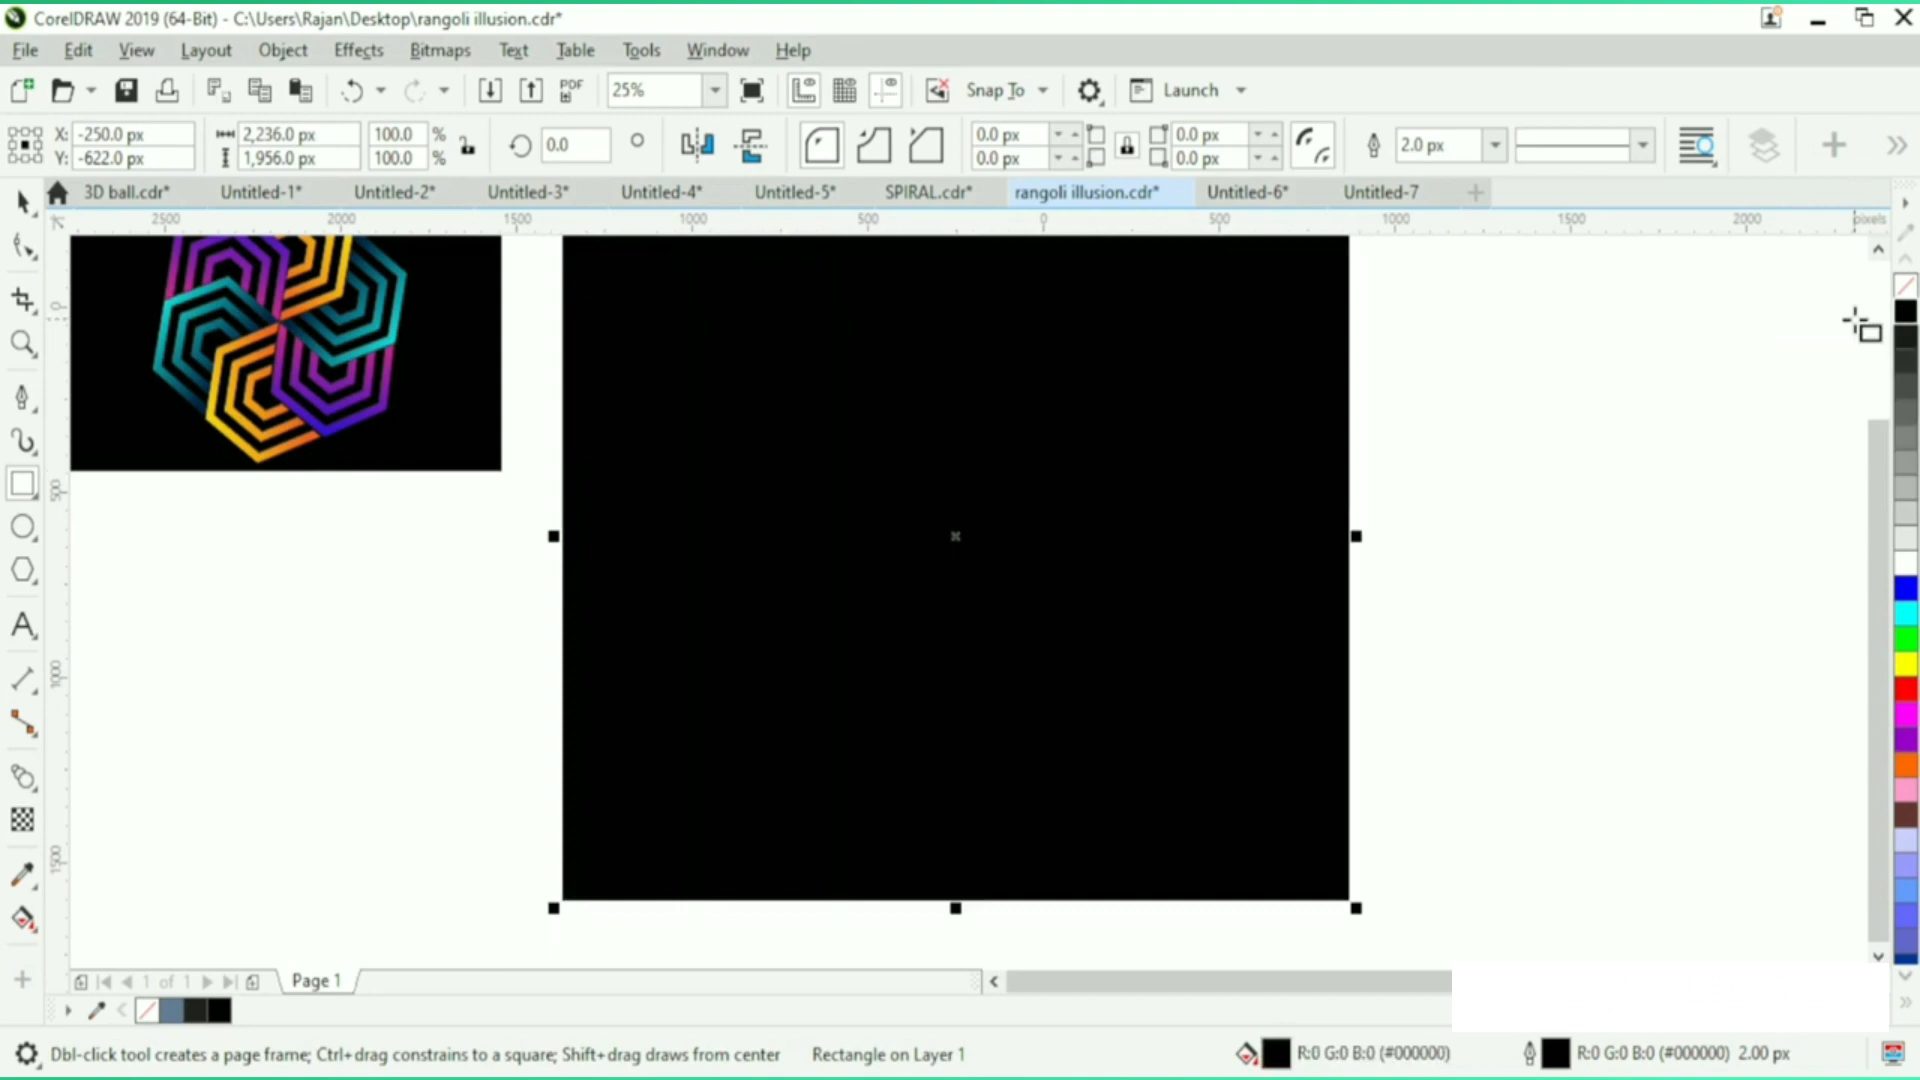 CorelDRAW 2019 (64-Bit) - C:\Users\Rajan\Desktop\rangoli illusion.cdr*
File Edit View Layout Object Effects Bitmaps Text Table Tools Window Help
PDF 25% Snap To Launch
X: -250.0 px 2,236.0 px 100.0 % 0.0 0.0 px 0.0 px 2.0 px
Y: -622.0 px 1,956.0 px 100.0 % 0.0 px 0.0 px
3D ball.cdr* Untitled-1* Untitled-2* Untitled-3* Untitled-4* Untitled-5* SPIRAL.cdr* rangoli illusion.cdr* Untitled-6* Untitled-7
2500 2000 1500 1000 500 0 500 1000 1500 2000 pixels
0
500
1000
1500
1 of 1 Page 1
Dbl-click tool creates a page frame; Ctrl+drag constrains to a square; Shift+drag draws from center Rectangle on Layer 1 R:0 G:0 B:0 (#000000) R:0 G:0 B:0 (#000000) 2.00 px